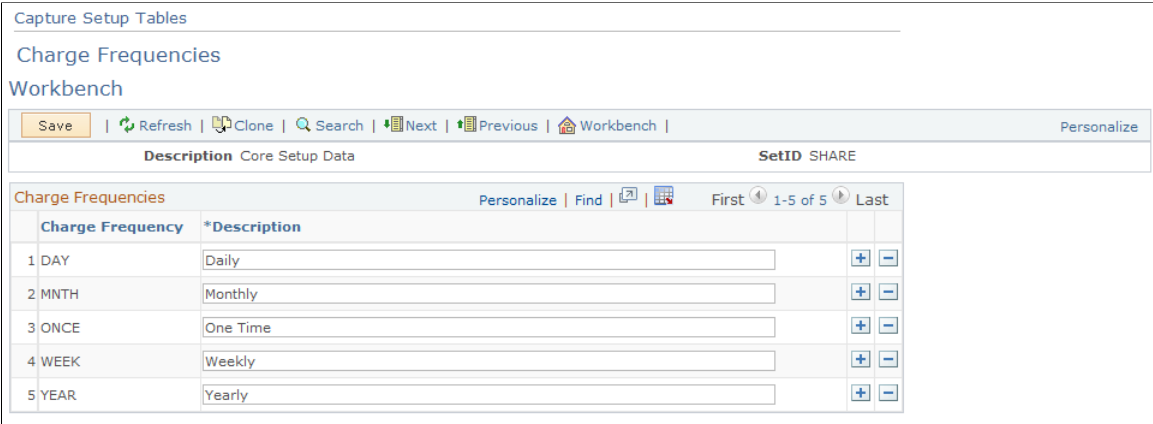 Capture Setup Tables
Charge Frequencies
Workbench
Save | Refresh | Clone | Search | Next | Previous | Workbench | Personalize
Description Core Setup Data SetID SHARE
Charge Frequencies Personalize | Find | | First 1-5 of 5 Last
Charge Frequency *Description
1 DAY Daily
2 MNTH Monthly
3 ONCE One Time
4 WEEK Weekly
5 YEAR Yearly